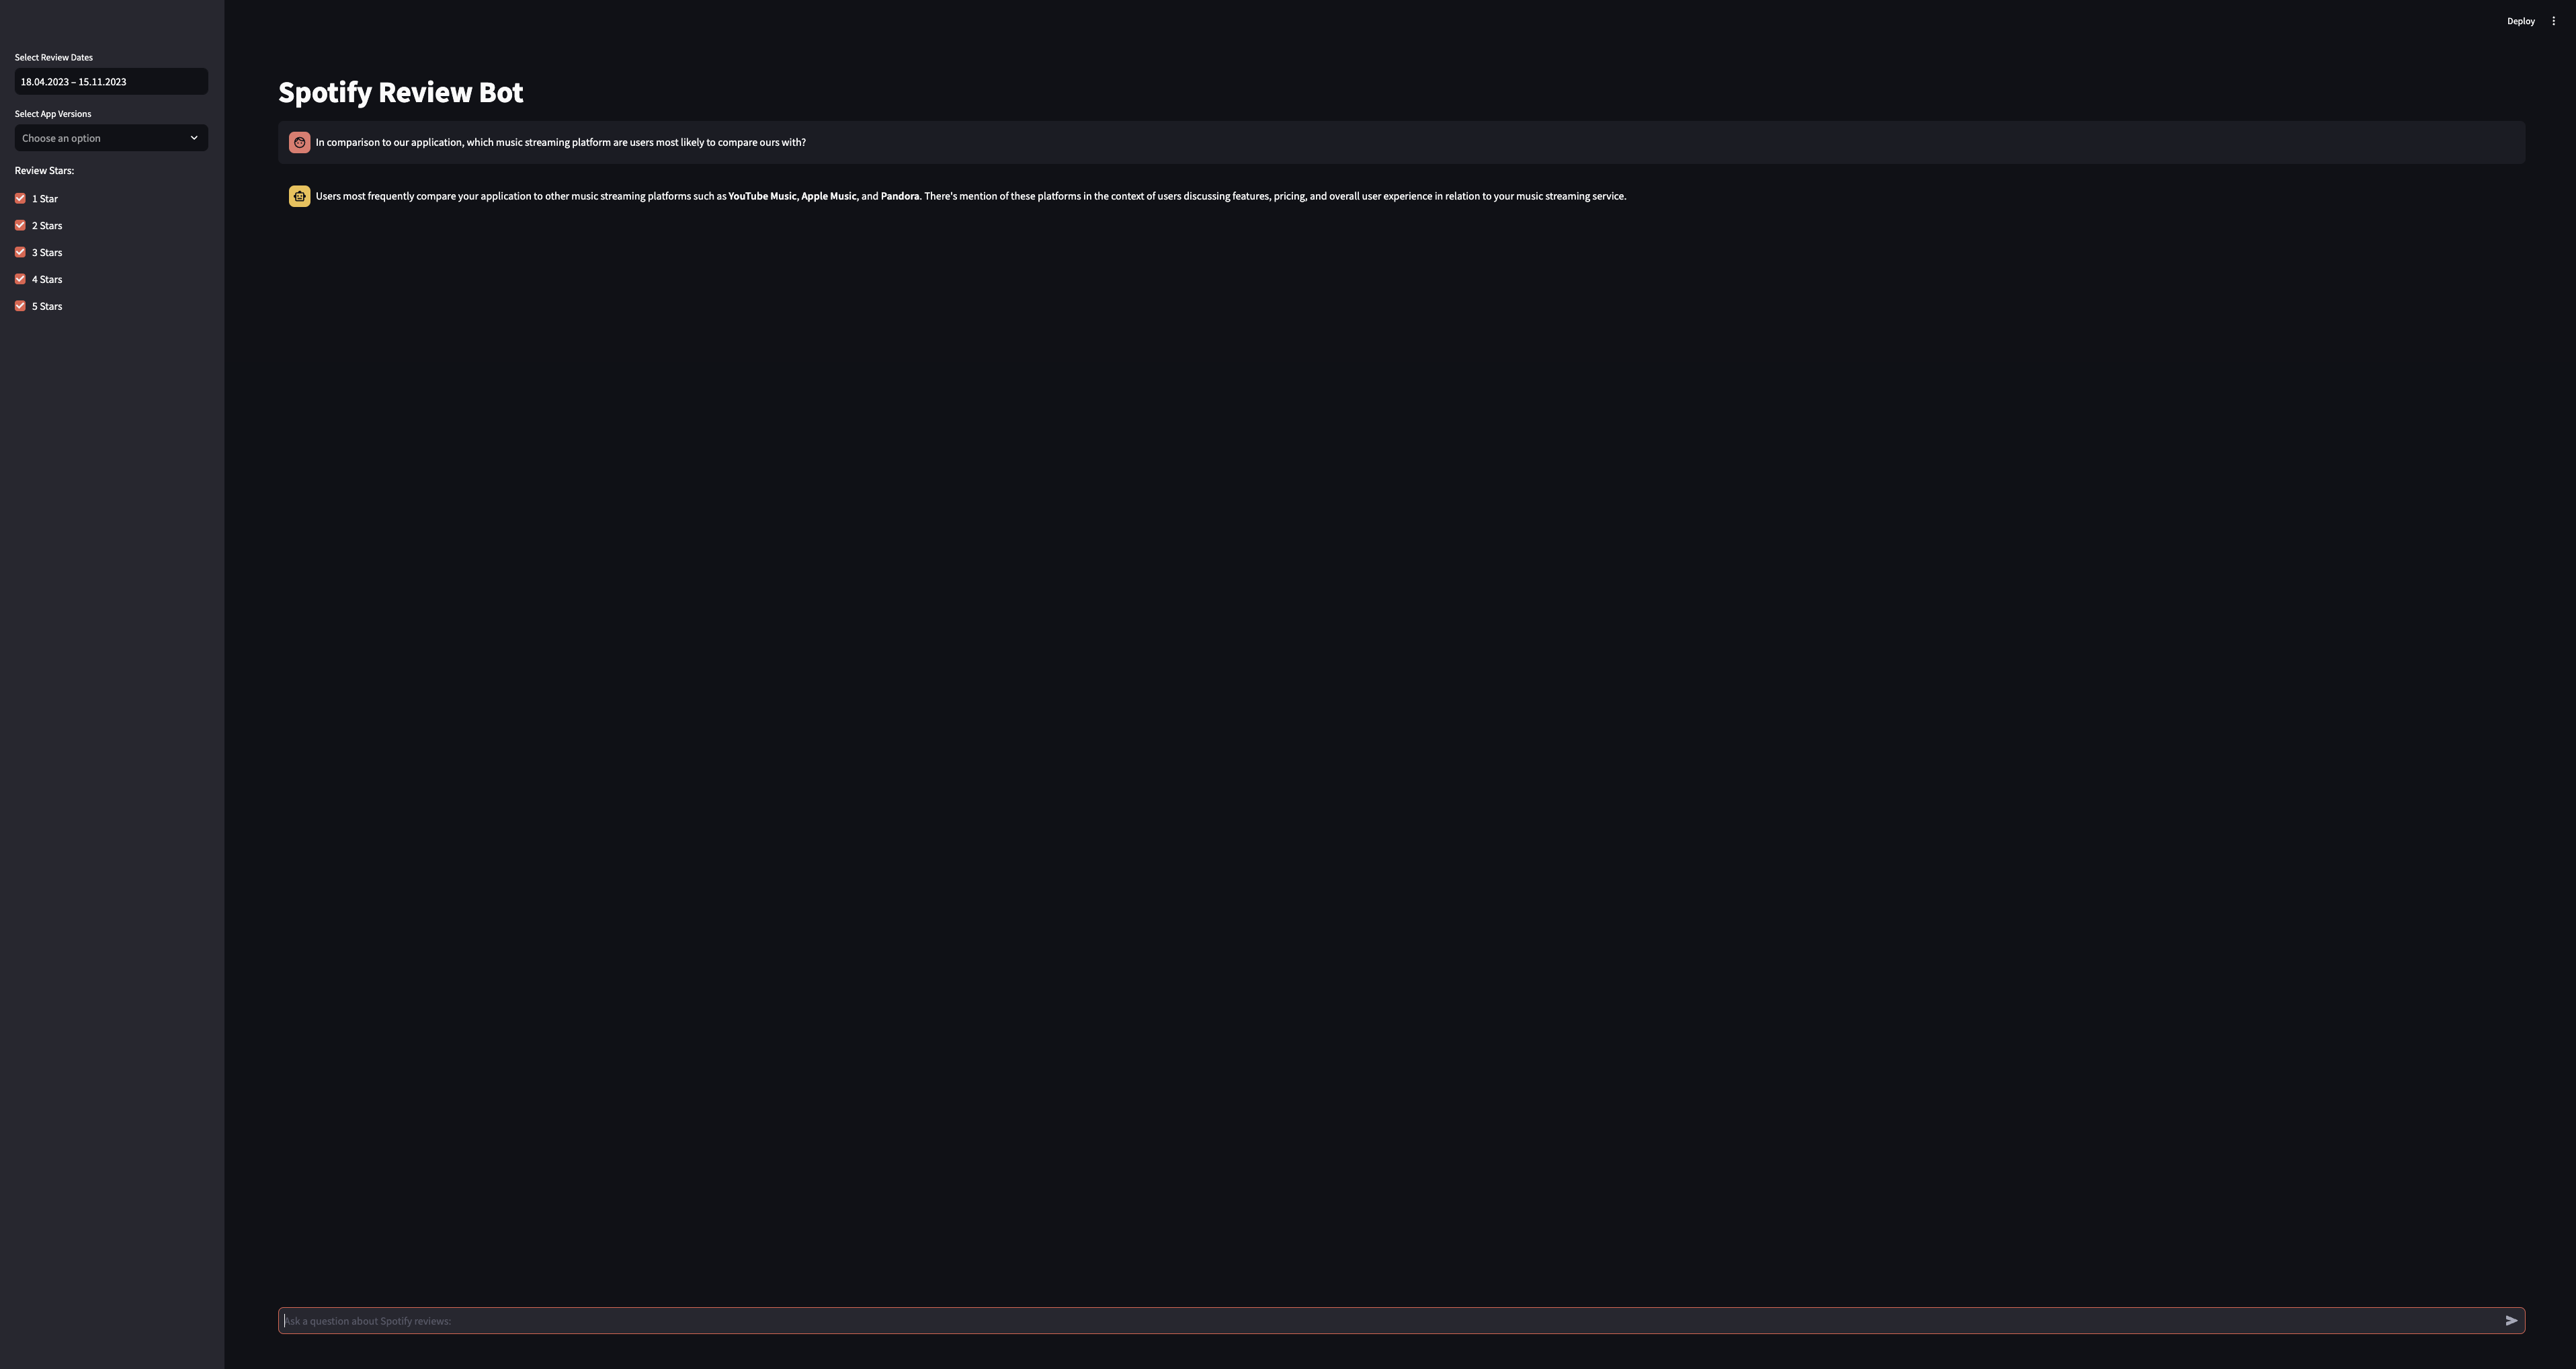 Deploy
Select Review Dates
18.04.2023 – 15.11.2023
Select App Versions
Choose an option
Review Stars:
1 Star
2 Stars
3 Stars
4 Stars
5 Stars
Spotify Review Bot
In comparison to our application, which music streaming platform are users most likely to compare ours with?
Users most frequently compare your application to other music streaming platforms such as YouTube Music, Apple Music, and Pandora. There's mention of these platforms in the context of users discussing features, pricing, and overall user experience in relation to your music streaming service.
Ask a question about Spotify reviews: